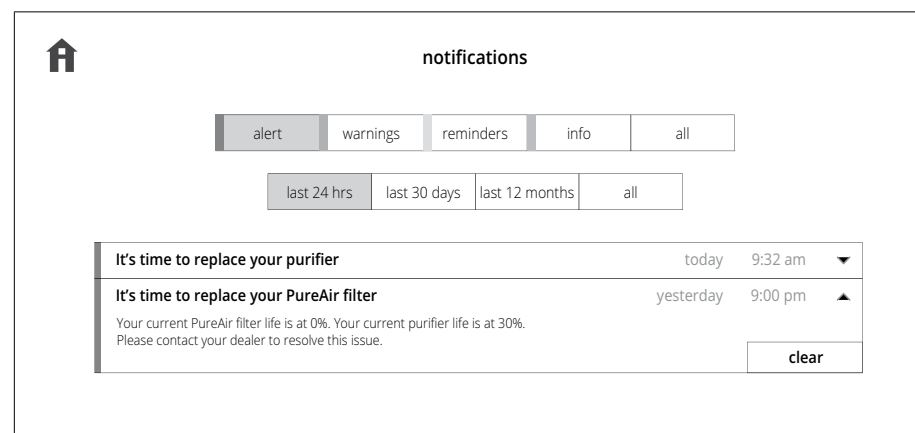 notifications
alert warnings reminders info all
last 24 hrs last 30 days last 12 months all
It's time to replace your purifier today 9:32 am
It's time to replace your PureAir filter yesterday 9:00 pm
Your current PureAir filter life is at 0%. Your current purifier life is at 30%.
Please contact your dealer to resolve this issue.
clear